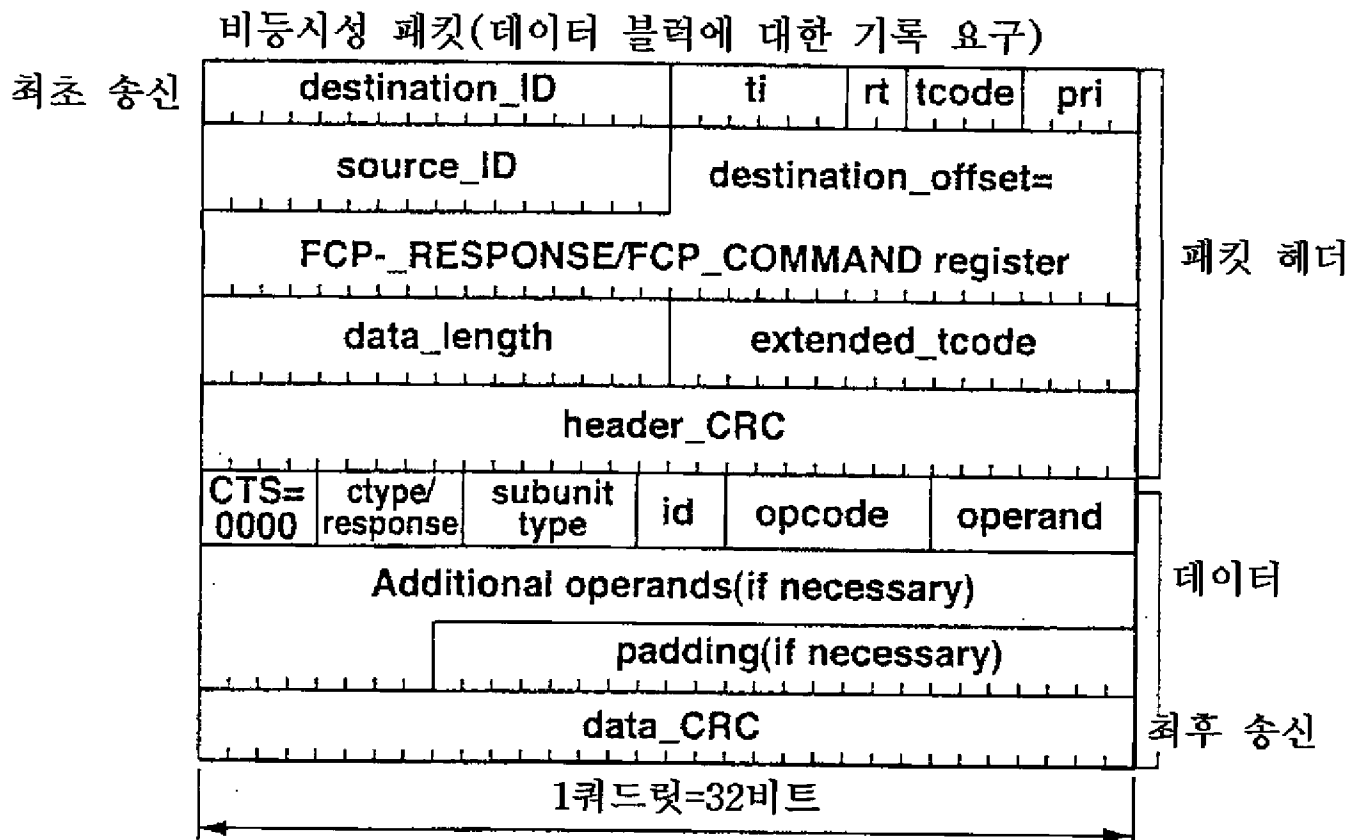 비동시성 패킷(데이터 블럭에 대한 기록 요구)
최초 송신
destination_ID ti rt tcode pri
source_ID destination_offset=
FCP-_RESPONSE/FCP_COMMAND register
패킷 헤더
data_length extended_tcode
header_CRC
CTS= ctype/ subunit id opcode operand
0000 response type
Additional operands(if necessary)
데이터
padding(if necessary)
data_CRC
최후 송신
1쿼드릿=32비트